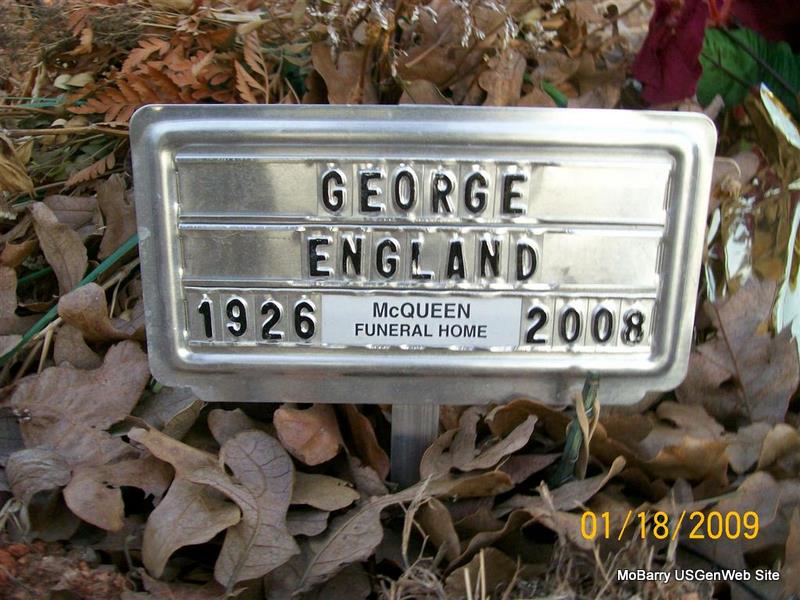 GEORGE
ENGLAND
1926 McQUEEN FUNERAL HOME 2008
01/18/2009
MoBarry USGenWeb Site